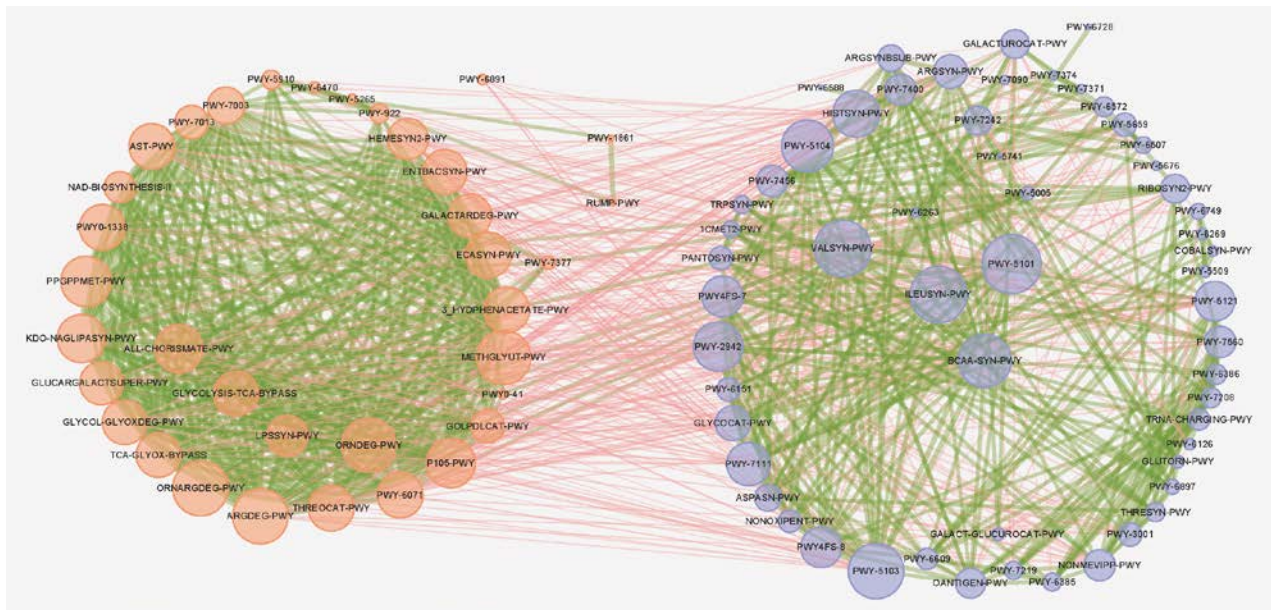 PWY-5910
PWY-6470
PWY-5265
PWY-922
PWY-7003
PWY-7013
AST-PWY
NAD-BIOSYNTHESIS-II
PWY0-1338
PPGPPMET-PWY
KDO-NAGLIPASYN-PWY
ALL-CHORISMATE-PWY
GLUCARGALACTSUPER-PWY
GLYCOLYSIS-TCA-BYPASS
GLYCOL-GLYOXDEG-PWY
LPSSYN-PWY
ORNDEG-PWY
TCA-GLYOX-BYPASS
ORNARGDEG-PWY
ARGDEG-PWY
THREOCAT-PWY
PWY-6071
P105-PWY
GOLPDLCAT-PWY
PWY0-41
METHGLYUT-PWY
3_HYDPHENACETATE-PWY
PWY-7377
ECASYN-PWY
GALACTARDEG-PWY
ENTBACSYN-PWY
HEMESYN2-PWY
PWY-6891
PWY-1861
RUMP-PWY
PWY-6728
GALACTUROCAT-PWY
ARGSYNBSUB-PWY
ARGSYN-PWY
PWY-7090
PWY-7374
PWY-7371
PWY-6588
PWY-7400
HISTSYN-PWY
PWY-6572
PWY-7242
PWY-5659
PWY-5104
PWY-6507
PWY-5741
PWY-5676
PWY-7456
RIBOSYN2-PWY
PWY-5005
TRPSYN-PWY
PWY-6263
PWY-6749
1CMET2-PWY
PWY-6269
VALSYN-PWY
COBALSYN-PWY
PANTOSYN-PWY
PWY-5101
PWY-5509
PWY4FS-7
ILEUSYN-PWY
PWY-5121
PWY-2942
PWY-7560
BCAA-SYN-PWY
PWY-6386
PWY-6151
PWY-7208
GLYCOCAT-PWY
TRNA-CHARGING-PWY
PWY-6126
PWY-7111
GLUTORN-PWY
PWY-6897
ASPASN-PWY
THRESYN-PWY
NONOXIPENT-PWY
GALACT-GLUCUROCAT-PWY
PWY-3001
PWY4FS-8
PWY-6609
PWY-5103
PWY-7219
NONMEVIPP-PWY
OANTIGEN-PWY
PWY-6385